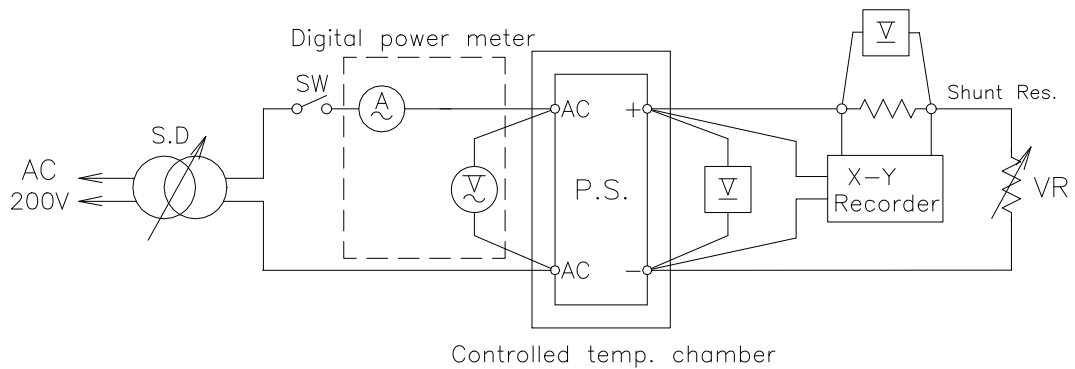 Digital power meter
SW
A
S.D
AC
200V
V
AC
AC
P.S.
+
−
V
V
Shunt Res.
X−Y
Recorder
VR
Controlled temp. chamber